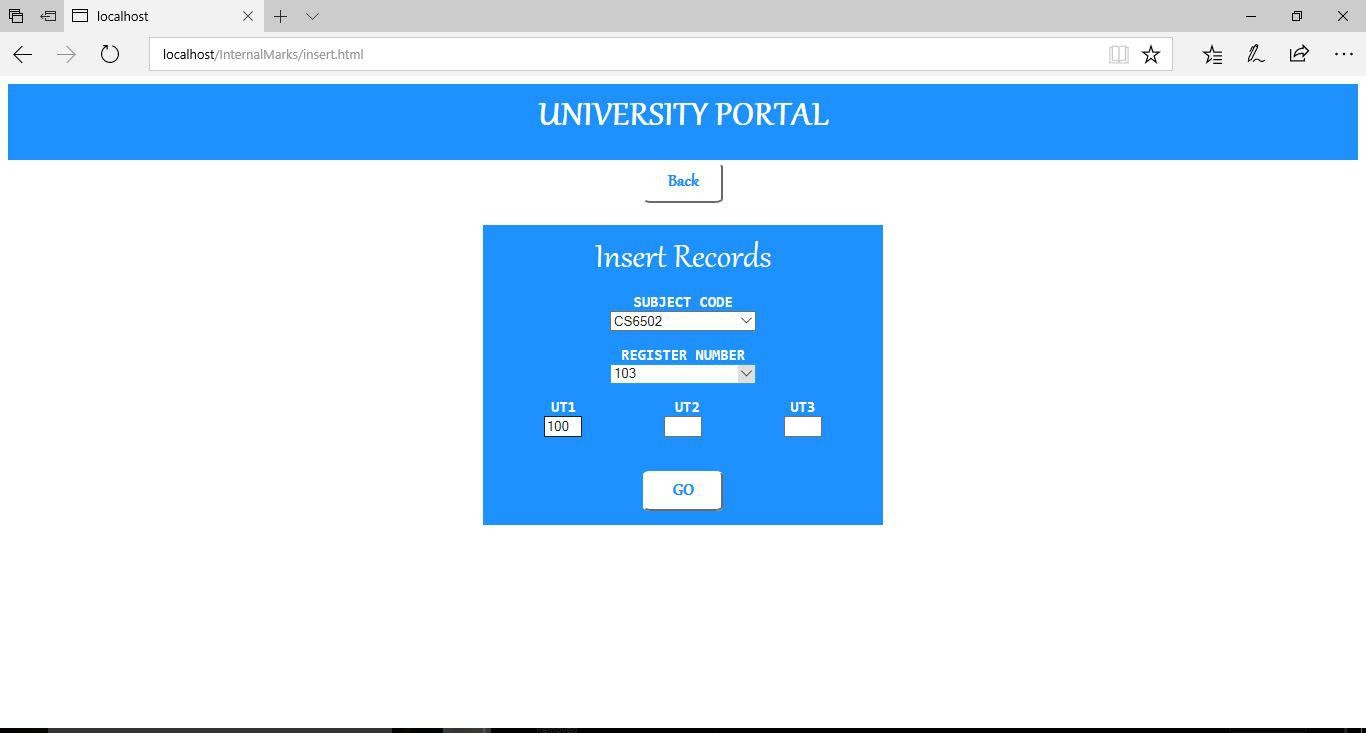 localhost
localhost/InternalMarks/insert.html
UNIVERSITY PORTAL
Back
Insert Records
SUBJECT CODE
CS6502
REGISTER NUMBER
103
UT1 UT2 UT3
100
GO
Removed